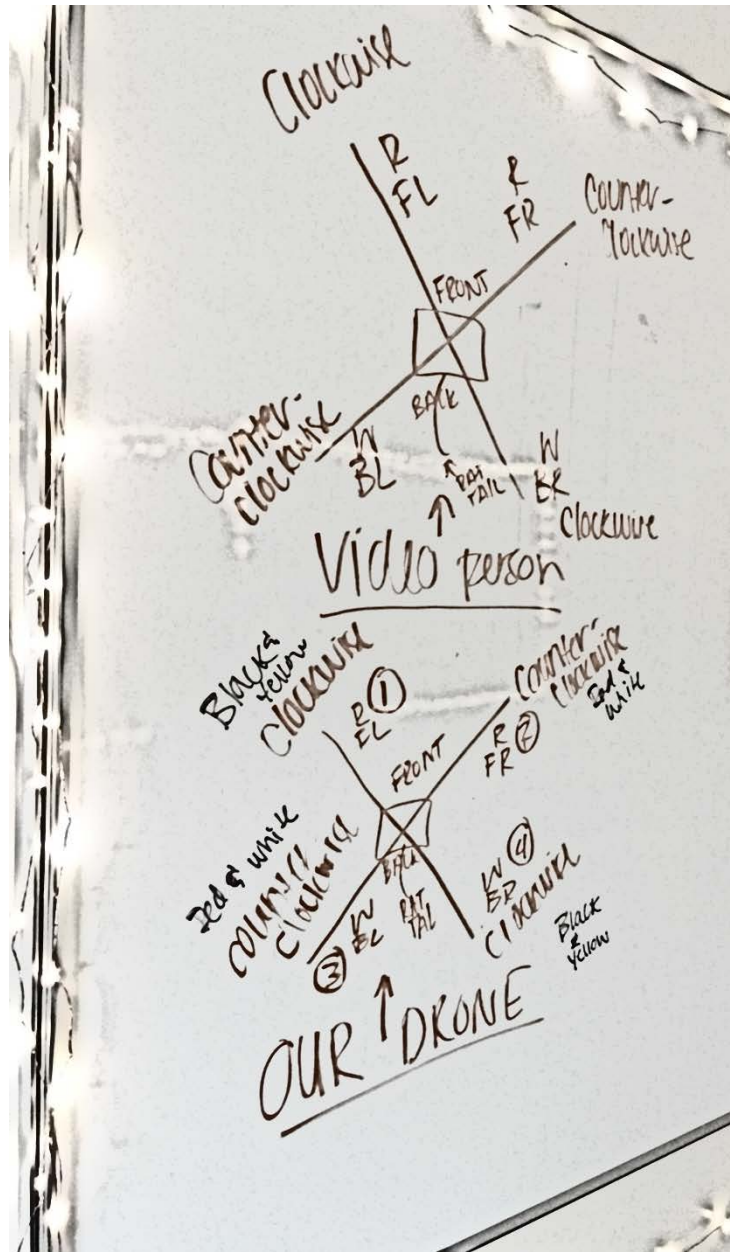 Clockwise
R
FL
R
FR
Counter-
clockwise
FRONT
BACK
Counter-
clockwise
W
BL
RAT
TAIL
W
BR
Clockwise
Video person
Black &
Yellow
Clockwise
R
FL ①
Counter-
clockwise
Red &
white
R
FR ②
FRONT
Red & white
counter
clockwise
BACK
RAT
TAL
W
BL
③
W
BR ④
Clockwise
Black
&
Yellow
OUR DRONE